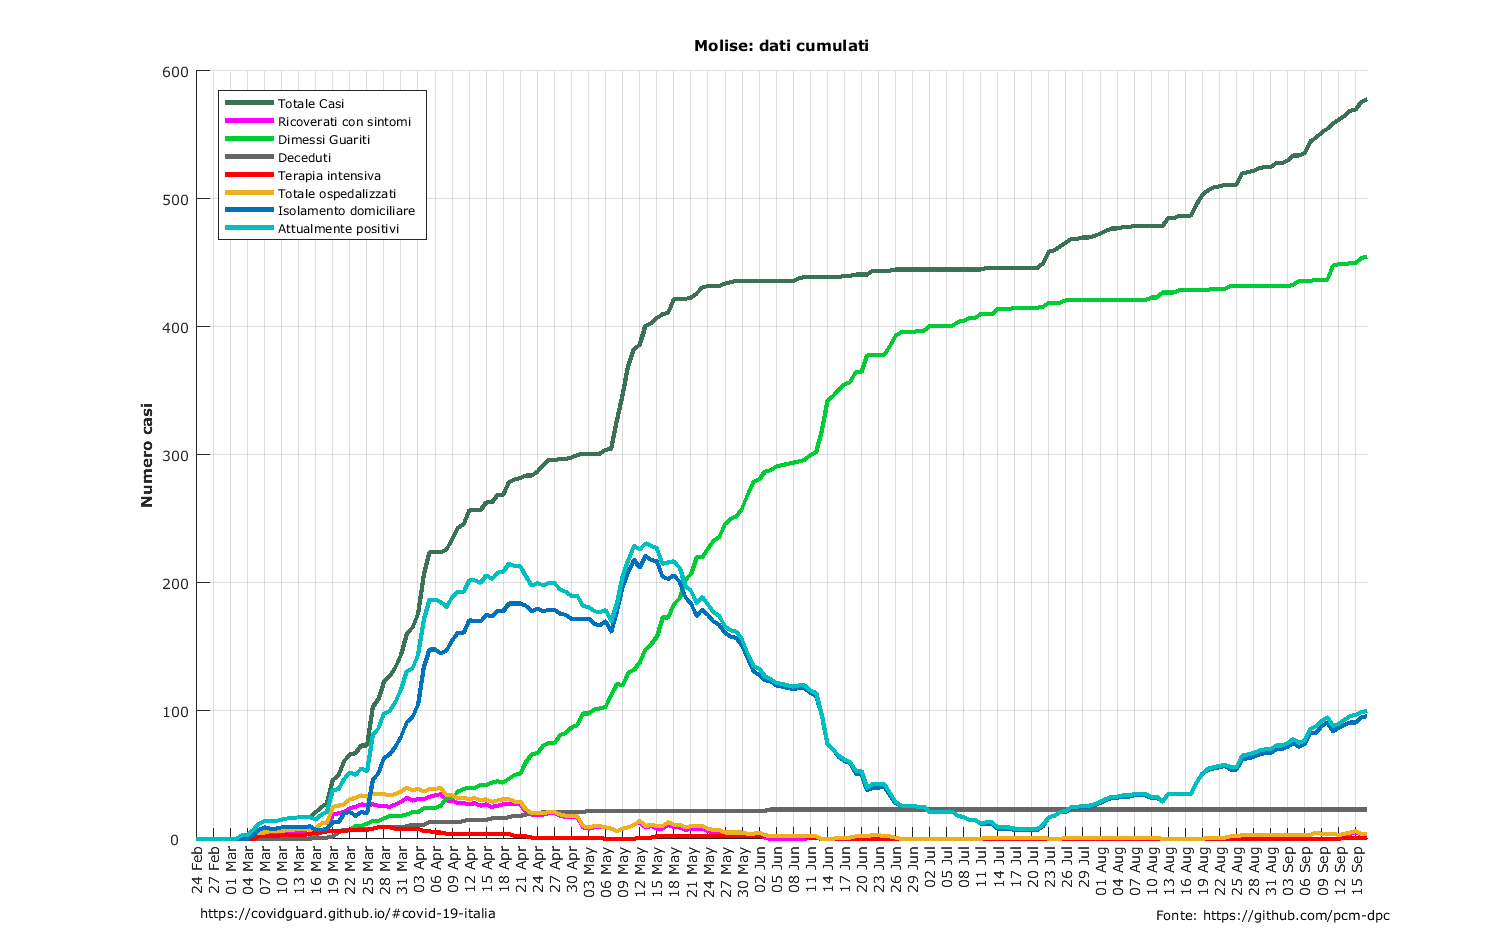 Molise: dati cumulati
600
500
400
300
200
100
0
Numero casi
Totale Casi
Ricoverati con sintomi
Dimessi Guariti
Deceduti
Terapia intensiva
Totale ospedalizzati
Isolamento domiciliare
Attualmente positivi
24 Feb
27 Feb
01 Mar
04 Mar
07 Mar
10 Mar
13 Mar
16 Mar
19 Mar
22 Mar
25 Mar
28 Mar
31 Mar
03 Apr
06 Apr
09 Apr
12 Apr
15 Apr
18 Apr
21 Apr
24 Apr
27 Apr
30 Apr
03 May
06 May
09 May
12 May
15 May
18 May
21 May
24 May
27 May
30 May
02 Jun
05 Jun
08 Jun
11 Jun
14 Jun
17 Jun
20 Jun
23 Jun
26 Jun
29 Jun
02 Jul
05 Jul
08 Jul
11 Jul
14 Jul
17 Jul
20 Jul
23 Jul
26 Jul
29 Jul
01 Aug
04 Aug
07 Aug
10 Aug
13 Aug
16 Aug
19 Aug
22 Aug
25 Aug
28 Aug
31 Aug
03 Sep
06 Sep
09 Sep
12 Sep
15 Sep
https://covidguard.github.io/#covid-19-italia
Fonte: https://github.com/pcm-dpc